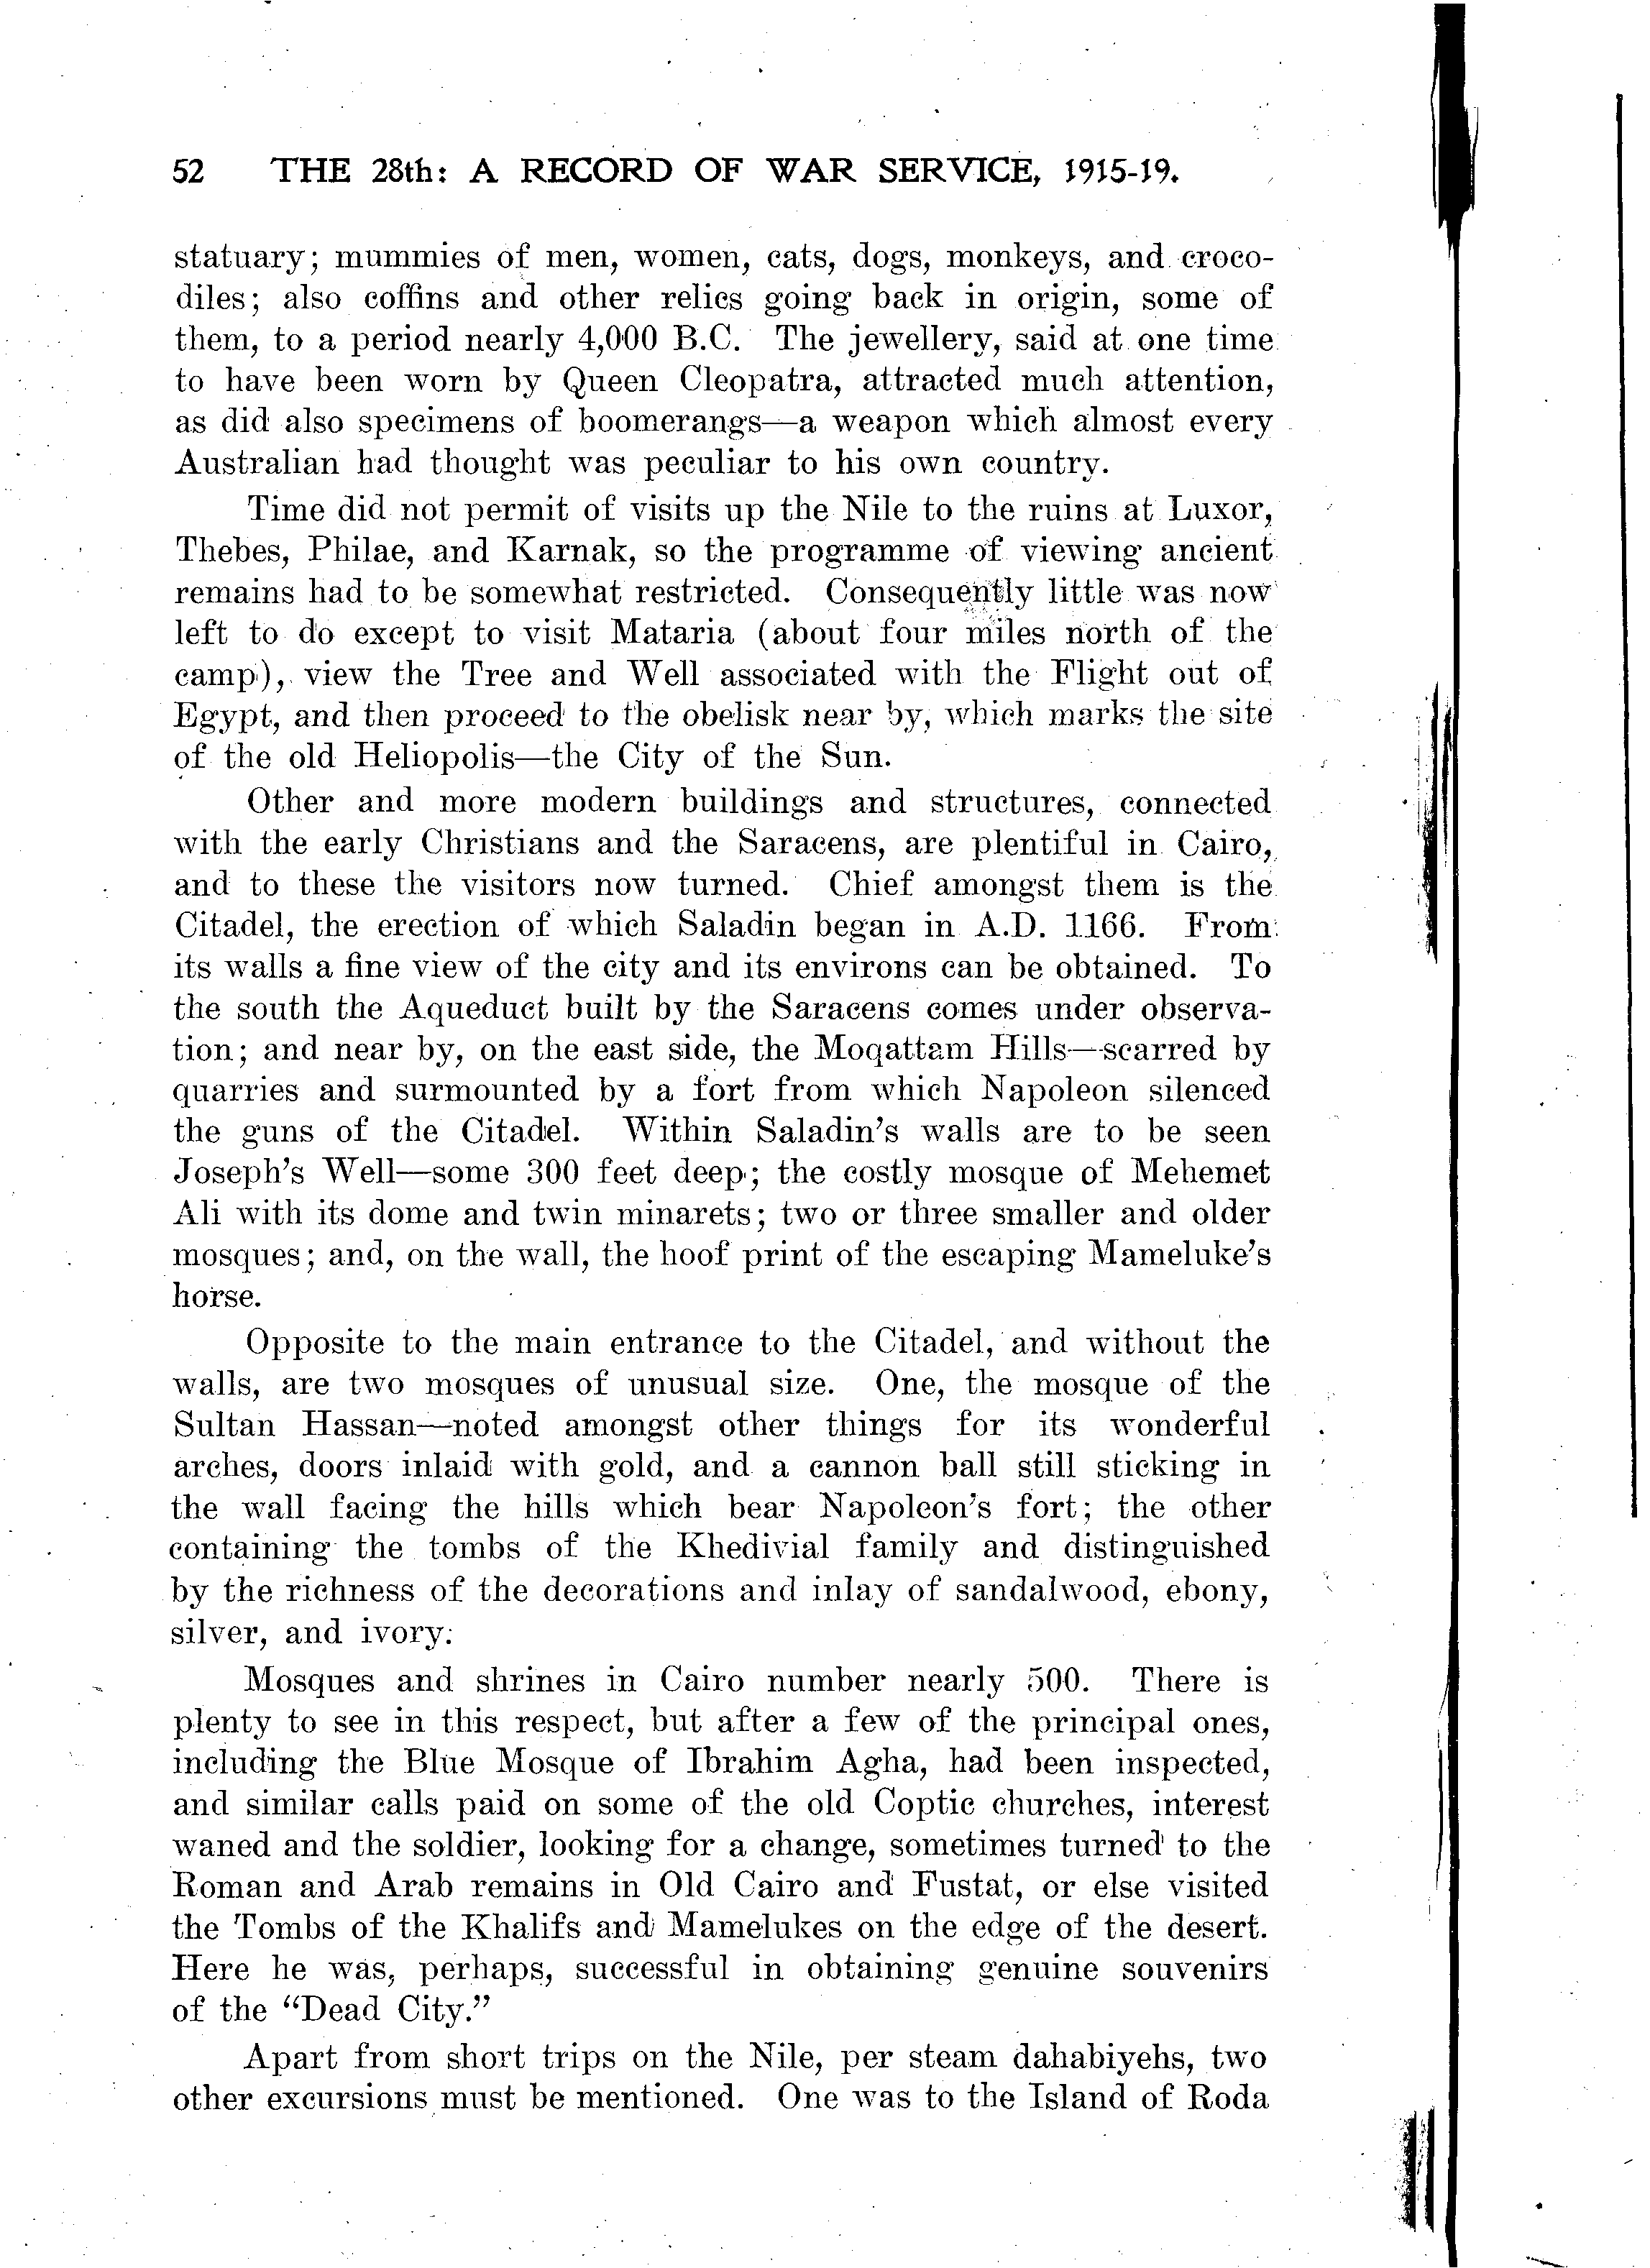 52 THE 28th: A RECORD OF WAR SERVICE, 1915-19.
statuary; mummies of men, women, cats, dogs, monkeys, and croco-
diles; also coffins and other relics going back in origin, some of
them, to a period nearly 4,000 B.C. The jewellery, said at one time
to have been worn by Queen Cleopatra, attracted much attention,
as did also specimens of boomerangs—a weapon which almost every
Australian had thought was peculiar to his own country.
Time did not permit of visits up the Nile to the ruins at Luxor,
Thebes, Philae, and Karnak, so the programme of viewing ancient
remains had to be somewhat restricted. Consequently little was now
left to do except to visit Mataria (about four miles north of the
camp), view the Tree and Well associated with the Flight out of
Egypt, and then proceed to the obelisk near by, which marks the site
of the old Heliopolis—the City of the Sun.
Other and more modern buildings and structures, connected
with the early Christians and the Saracens, are plentiful in Cairo,
and to these the visitors now turned. Chief amongst them is the
Citadel, the erection of which Saladin began in A.D. 1166. From
its walls a fine view of the city and its environs can be obtained. To
the south the Aqueduct built by the Saracens comes under observa-
tion; and near by, on the east side, the Moqattam Hills—scarred by
quarries and surmounted by a fort from which Napoleon silenced
the guns of the Citadel. Within Saladin's walls are to be seen
Joseph's Well—some 300 feet deep; the costly mosque of Mehemet
Ali with its dome and twin minarets; two or three smaller and older
mosques; and, on the wall, the hoof print of the escaping Mameluke's
horse.
Opposite to the main entrance to the Citadel, and without the
walls, are two mosques of unusual size. One, the mosque of the
Sultan Hassan—noted amongst other things for its wonderful
arches, doors inlaid with gold, and a cannon ball still sticking in
the wall facing the hills which bear Napoleon's fort; the other
containing the tombs of the Khedivial family and distinguished
by the richness of the decorations and inlay of sandalwood, ebony,
silver, and ivory.
Mosques and shrines in Cairo number nearly 500. There is
plenty to see in this respect, but after a few of the principal ones,
including the Blue Mosque of Ibrahim Agha, had been inspected,
and similar calls paid on some of the old Coptic churches, interest
waned and the soldier, looking for a change, sometimes turned to the
Roman and Arab remains in Old Cairo and Fustat, or else visited
the Tombs of the Khalifs and Mamelukes on the edge of the desert.
Here he was, perhaps, successful in obtaining genuine souvenirs
of the "Dead City."
Apart from short trips on the Nile, per steam dahabiyehs, two
other excursions must be mentioned. One was to the Island of Roda